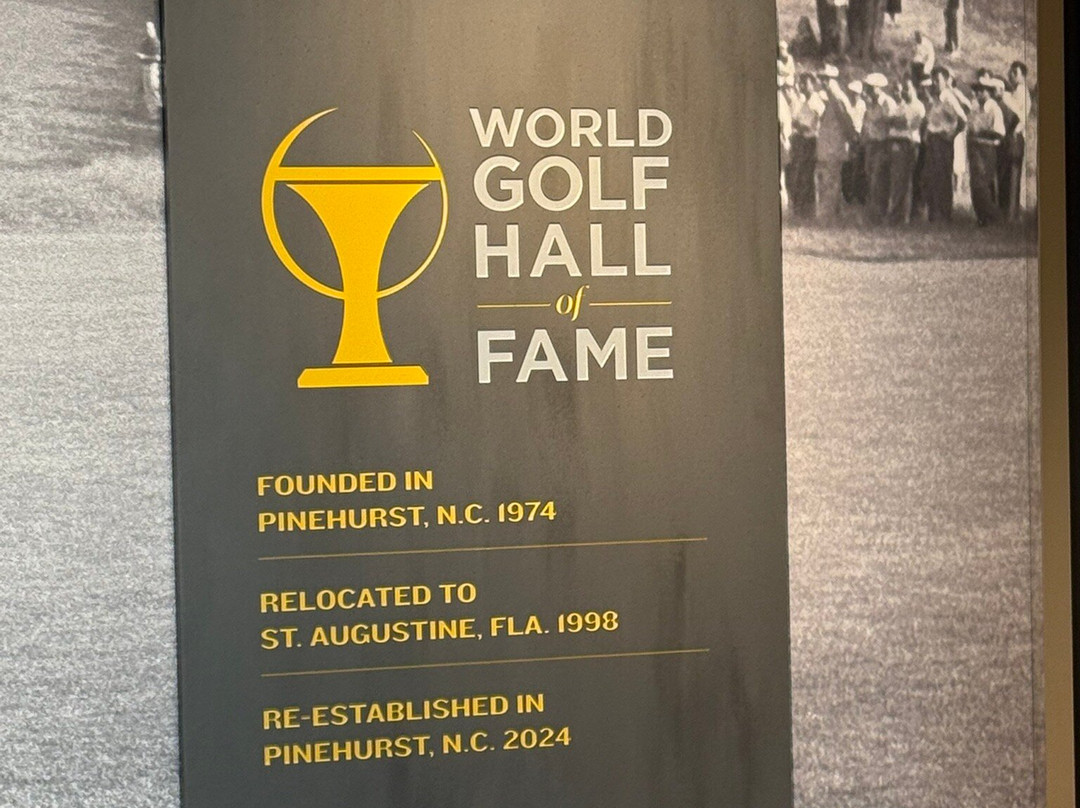 WORLD
GOLF
HALL
of
FAME
FOUNDED IN
PINEHURST, N.C. 1974
RELOCATED TO
ST. AUGUSTINE, FLA. 1998
RE-ESTABLISHED IN
PINEHURST, N.C. 2024